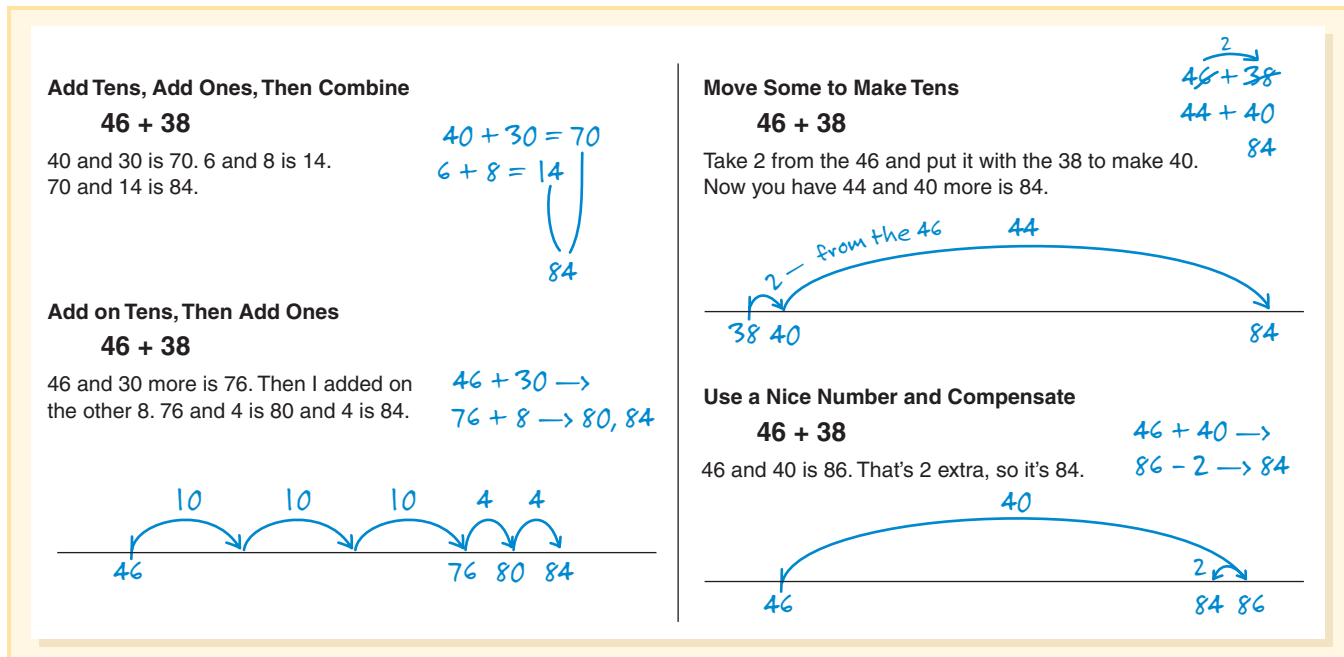 Add Tens, Add Ones, Then Combine
46 + 38
40 and 30 is 70. 6 and 8 is 14.
70 and 14 is 84.
40 + 30 = 70
6 + 8 = 14
84
Add on Tens, Then Add Ones
46 + 38
46 and 30 more is 76. Then I added on
the other 8. 76 and 4 is 80 and 4 is 84.
46 + 30 →
76 + 8 → 80, 84
10 10 10 4 4
46 76 80 84
Move Some to Make Tens
46 + 38
Take 2 from the 46 and put it with the 38 to make 40.
Now you have 44 and 40 more is 84.
2
46 + 38
44 + 40
84
2 — from the 46 44
38 40 84
Use a Nice Number and Compensate
46 + 38
46 and 40 is 86. That's 2 extra, so it's 84.
46 + 40 →
86 – 2 → 84
40
2
46 84 86